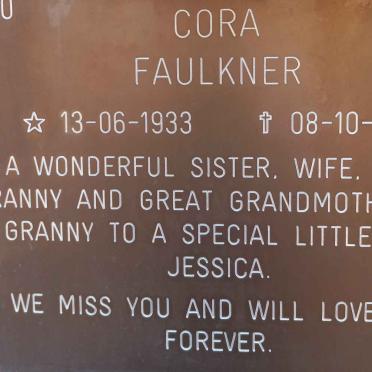 0
CORA
FAULKNER
☆ 13-06-1933 ✝ 08-10-
A WONDERFUL SISTER, WIFE,
RANNY AND GREAT GRANDMOTH
GRANNY TO A SPECIAL LITTLE
JESSICA.
WE MISS YOU AND WILL LOVE
FOREVER.